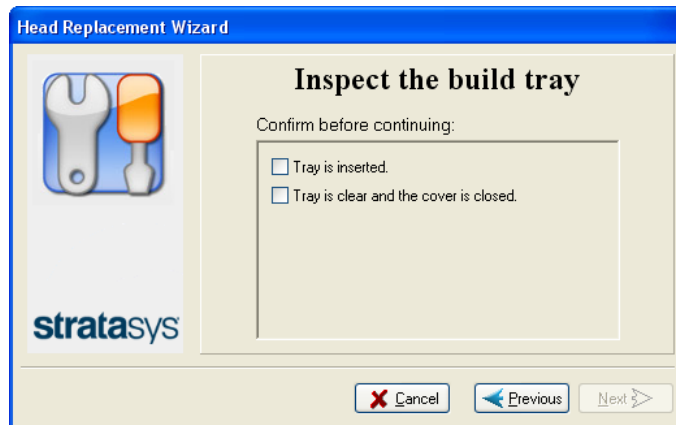 Head Replacement Wizard
Inspect the build tray
Confirm before continuing:
Tray is inserted.
Tray is clear and the cover is closed.
stratasys
Cancel
Previous
Next